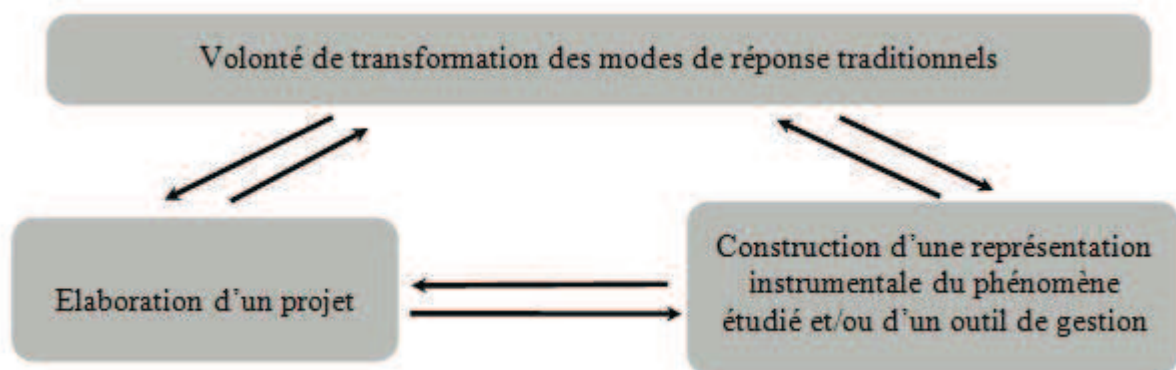 Volonté de transformation des modes de réponse traditionnels
Elaboration d’un projet
Construction d’une représentation
instrumentale du phénomène
étudié et/ou d’un outil de gestion